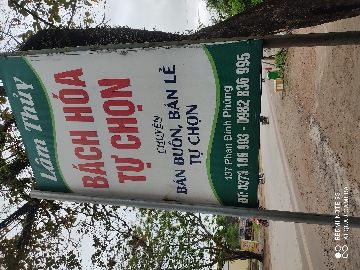 Lâm Thủy
BÁCH HÓA
TỰ CHỌN
CHUYÊN
BÁN BUÔN, BÁN LẺ
TỰ CHỌN
137 Phan Đình Phùng
0982 836 995